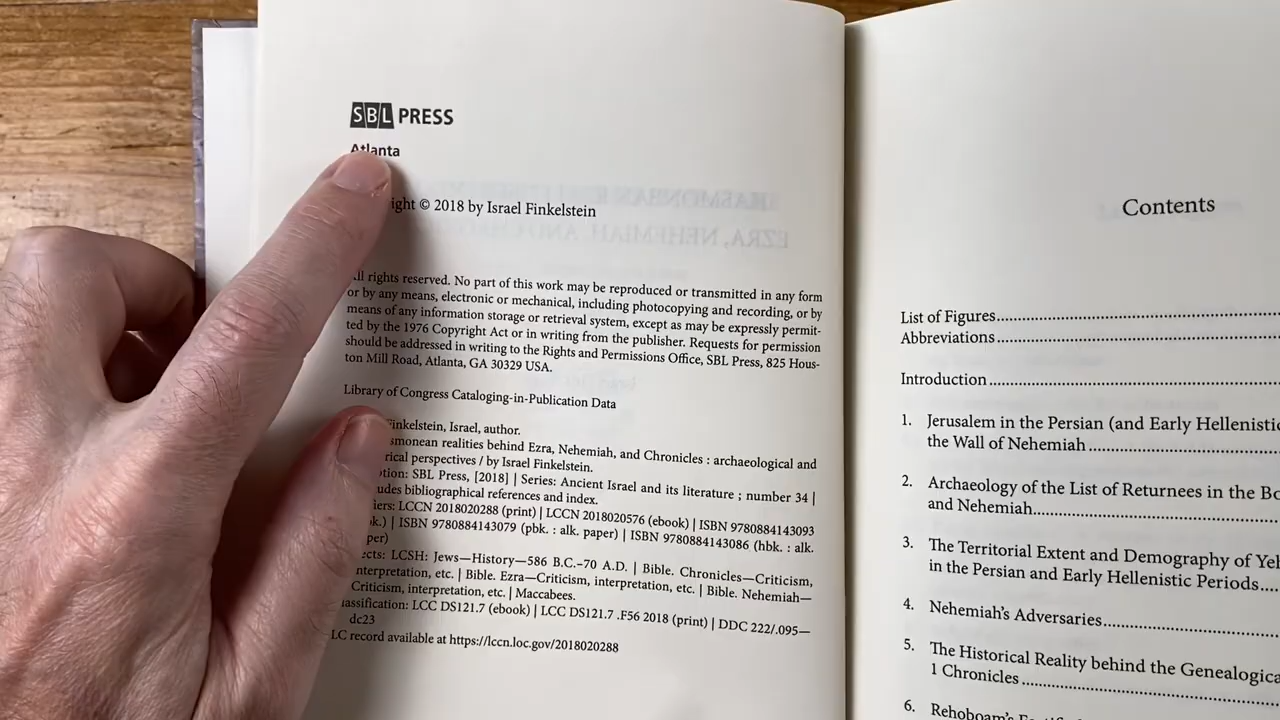 SBL PRESS
Atlanta
ight © 2018 by Israel Finkelstein
All rights reserved. No part of this work may be reproduced or transmitted in any form
or by any means, electronic or mechanical, including photocopying and recording, or by
means of any information storage or retrieval system, except as may be expressly permit-
ted by the 1976 Copyright Act or in writing from the publisher. Requests for permission
should be addressed in writing to the Rights and Permissions Office, SBL Press, 825 Hous-
ton Mill Road, Atlanta, GA 30329 USA.
Library of Congress Cataloging-in-Publication Data
Finkelstein, Israel, author.
smonean realities behind Ezra, Nehemiah, and Chronicles : archaeological and
rical perspectives / by Israel Finkelstein.
tion: SBL Press, [2018] | Series: Ancient Israel and its literature ; number 34 |
udes bibliographical references and index.
iers: LCCN 2018020288 (print) | LCCN 2018020576 (ebook) | ISBN 9780884143093
k.) | ISBN 9780884143079 (pbk. : alk. paper) | ISBN 9780884143086 (hbk. : alk.
per)
ects: LCSH: Jews—History—586 B.C.–70 A.D. | Bible. Chronicles—Criticism,
nterpretation, etc. | Bible. Ezra—Criticism, interpretation, etc. | Bible. Nehemiah—
Criticism, interpretation, etc. | Maccabees.
assification: LCC DS121.7 (ebook) | LCC DS121.7 .F56 2018 (print) | DDC 222/.095—
dc23
LC record available at https://lccn.loc.gov/2018020288
Contents
List of Figures
Abbreviations
Introduction
1. Jerusalem in the Persian (and Early Hellenistic
the Wall of Nehemiah
2. Archaeology of the List of Returnees in the Bo
and Nehemiah
3. The Territorial Extent and Demography of Yeh
in the Persian and Early Hellenistic Periods
4. Nehemiah's Adversaries
5. The Historical Reality behind the Genealogica
1 Chronicles
6. Rehoboam's